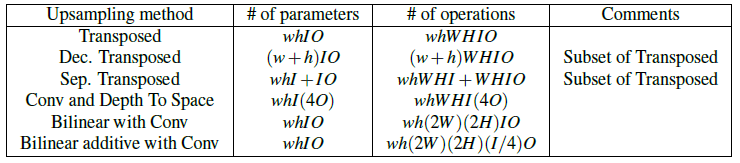 Upsampling method # of parameters # of operations Comments
Transposed whIO whWHIO
Dec. Transposed (w+h)IO (w+h)WHIO Subset of Transposed
Sep. Transposed whI+IO whWHI+WHIO Subset of Transposed
Conv and Depth To Space whI(4O) whWHI(4O)
Bilinear with Conv whIO wh(2W)(2H)IO
Bilinear additive with Conv whIO wh(2W)(2H)(I/4)O